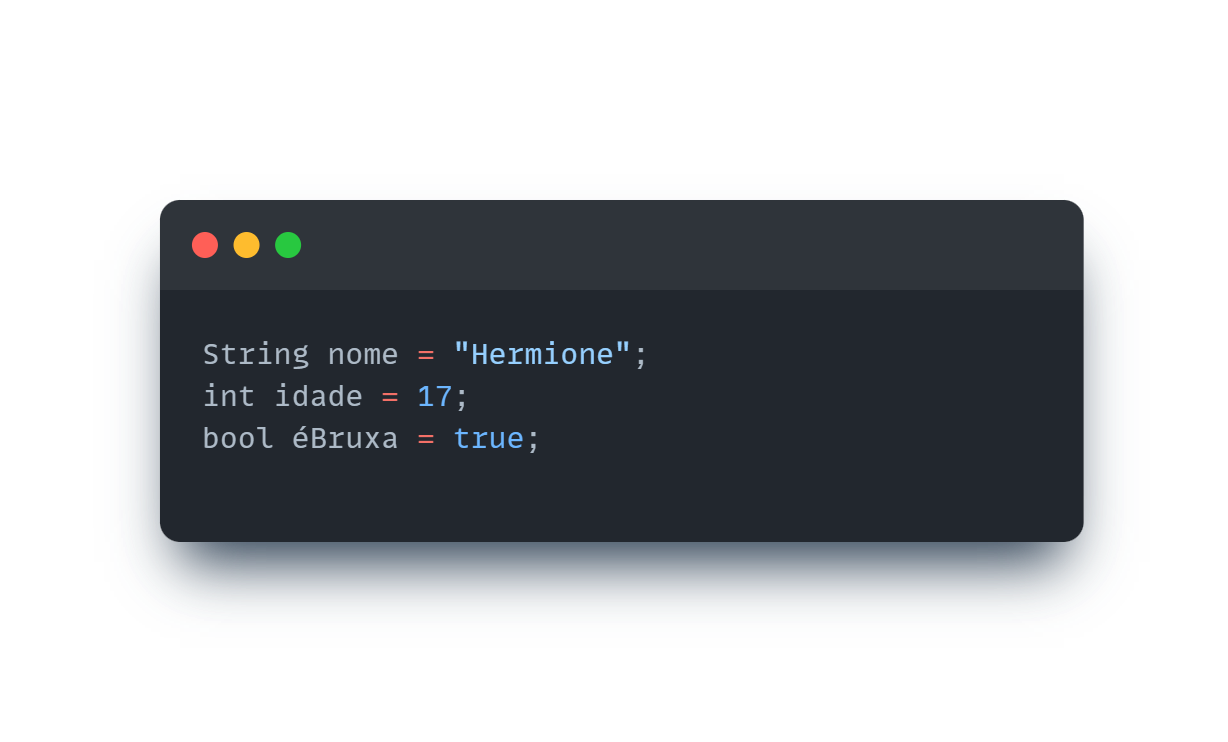 String nome = "Hermione";
int idade = 17;
bool éBruxa = true;